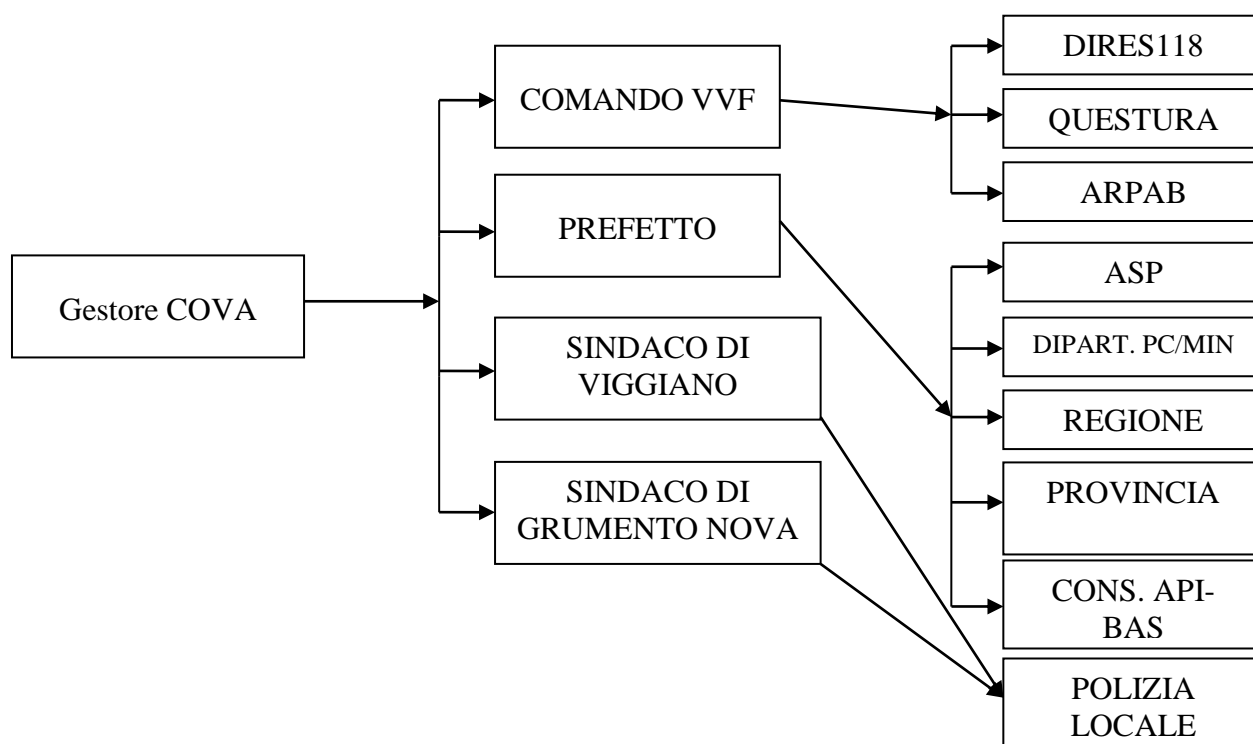 Gestore COVA
COMANDO VVF
PREFETTO
SINDACO DI
VIGGIANO
SINDACO DI
GRUMENTO NOVA
DIRES118
QUESTURA
ARPAB
ASP
DIPART. PC/MIN
REGIONE
PROVINCIA
CONS. API-
BAS
POLIZIA
LOCALE